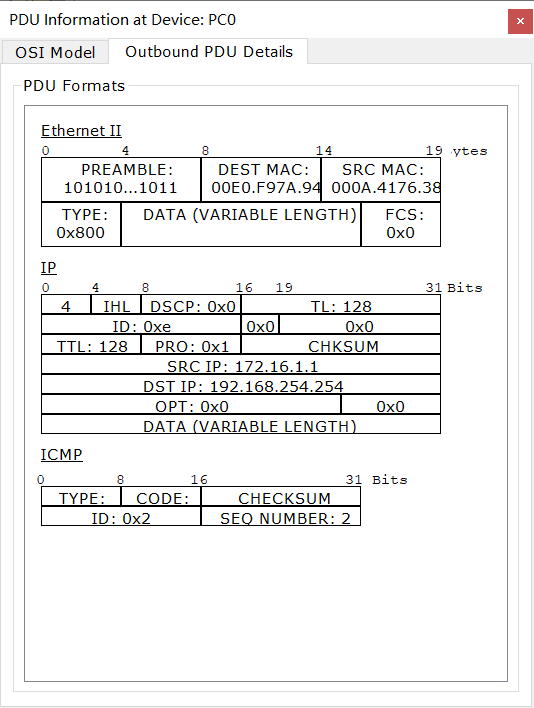 PDU Information at Device: PC0
OSI Model Outbound PDU Details
PDU Formats
Ethernet II
0 4 8 14 19 ytes
PREAMBLE: DEST MAC: SRC MAC:
101010...1011 00E0.F97A.94 000A.4176.38
TYPE: DATA (VARIABLE LENGTH) FCS:
0x800 0x0
IP
0 4 8 16 19 31 Bits
4 IHL DSCP: 0x0 TL: 128
ID: 0xe 0x0 0x0
TTL: 128 PRO: 0x1 CHKSUM
SRC IP: 172.16.1.1
DST IP: 192.168.254.254
OPT: 0x0 0x0
DATA (VARIABLE LENGTH)
ICMP
0 8 16 31 Bits
TYPE: CODE: CHECKSUM
ID: 0x2 SEQ NUMBER: 2